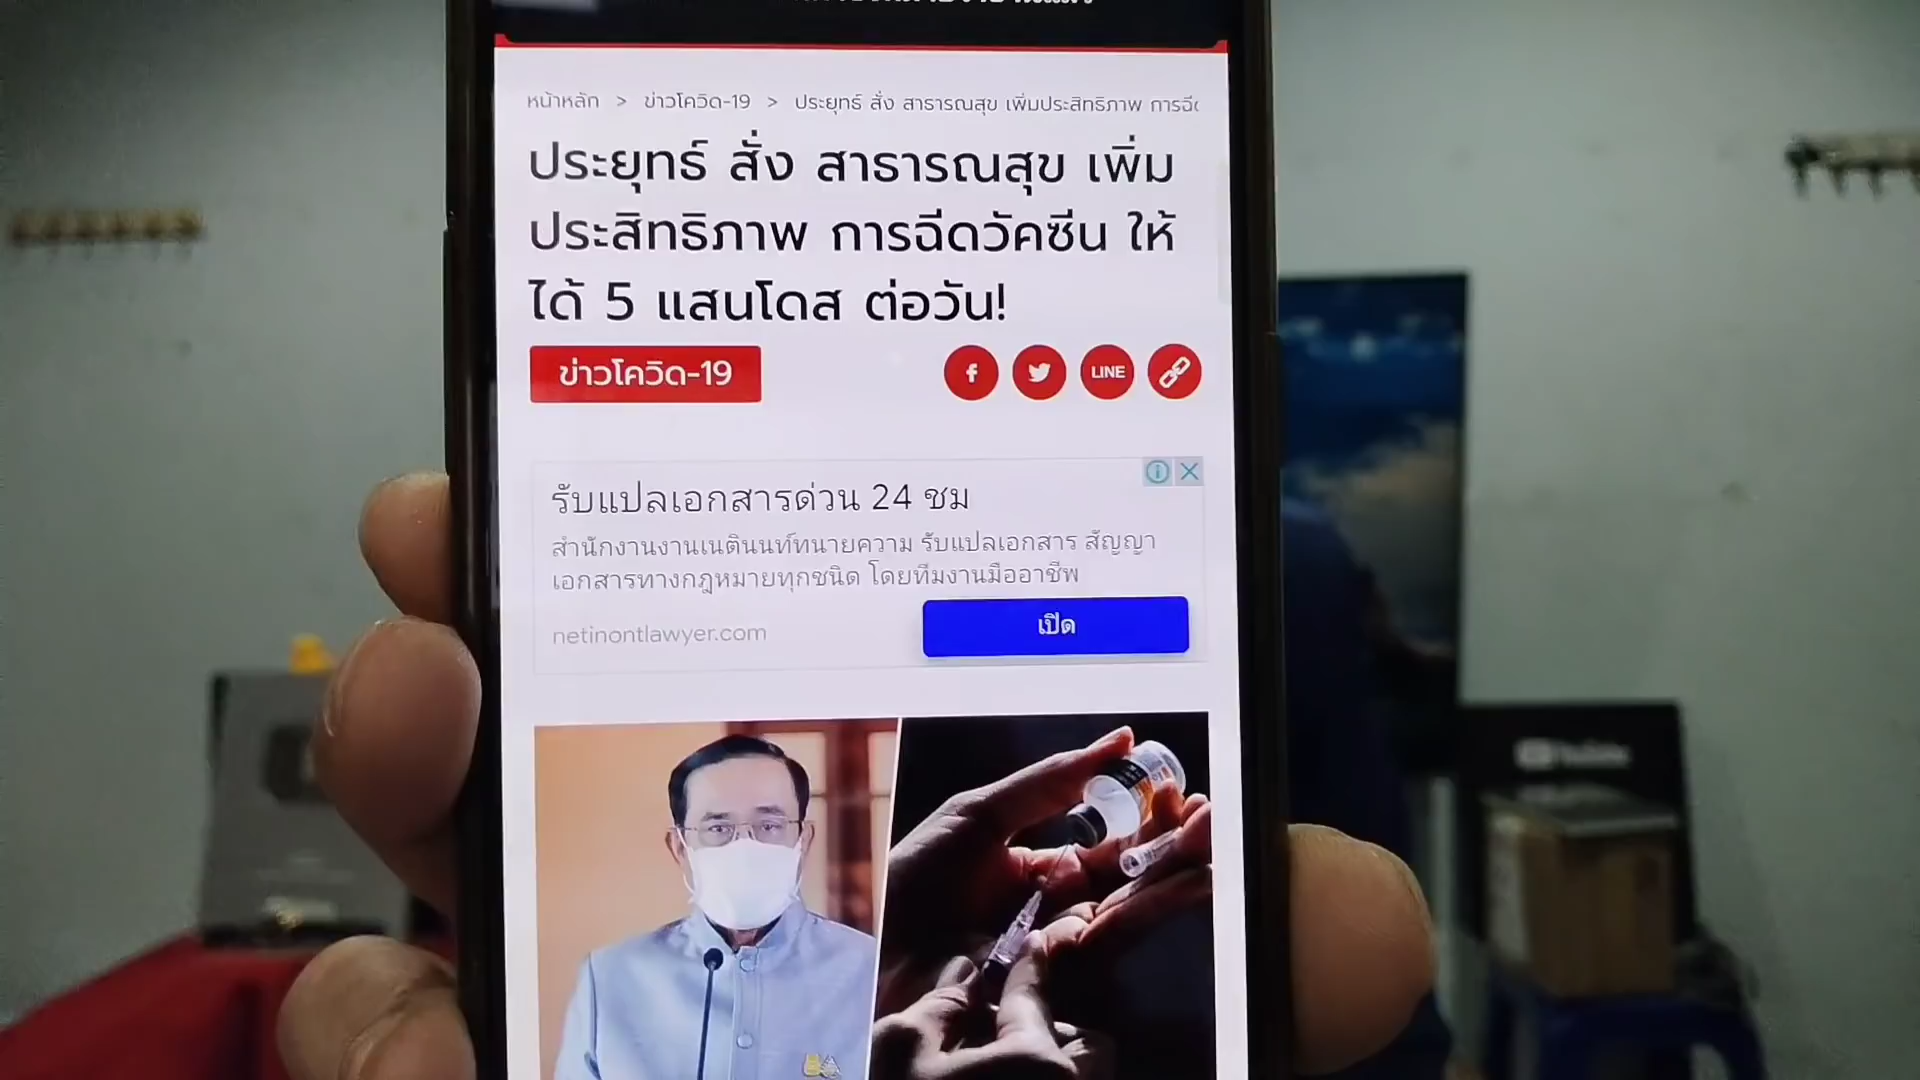 หน้าหลัก > ข่าวโควิด-19 > ประยุทธ์ สั่ง สาธารณสุข เพิ่มประสิทธิภาพ
ประยุทธ์ สั่ง สาธารณสุข เพิ่ม
ประสิทธิภาพ การฉีดวัคซีน ให้
ได้ 5 แสนโดส ต่อวัน!
ข่าวโควิด-19
LINE
รับแปลเอกสารด่วน 24 ชม
สำนักงานงานเนตินนท์ทนายความ รับแปลเอกสาร สัญญา
เอกสารทางกฎหมายทุกชนิด โดยทีมงานมืออาชีพ
netinontlawyer.com
เปิด
YouTube